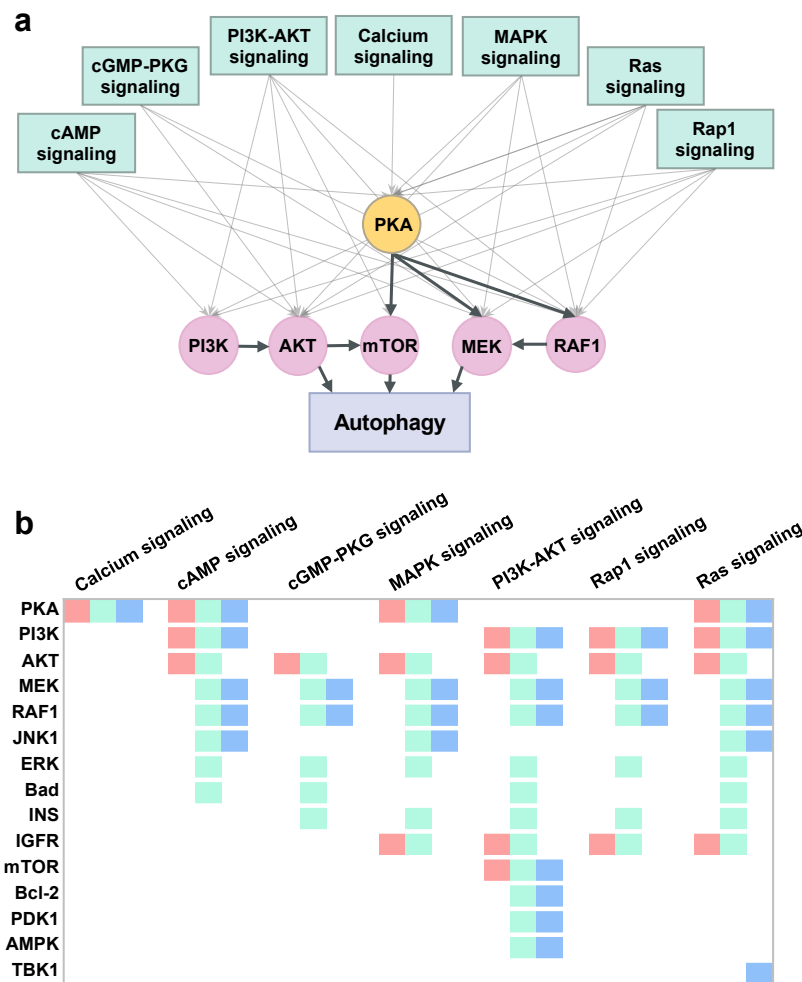 a
PI3K-AKT
signaling
Calcium
signaling
MAPK
signaling
cGMP-PKG
signaling
Ras
signaling
cAMP
signaling
Rap1
signaling
PKA
PI3K
AKT
mTOR
MEK
RAF1
Autophagy
b
Calcium signaling
cAMP signaling
cGMP-PKG signaling
MAPK signaling
PI3K-AKT signaling
Rap1 signaling
Ras signaling
PKA
PI3K
AKT
MEK
RAF1
JNK1
ERK
Bad
INS
IGFR
mTOR
Bcl-2
PDK1
AMPK
TBK1